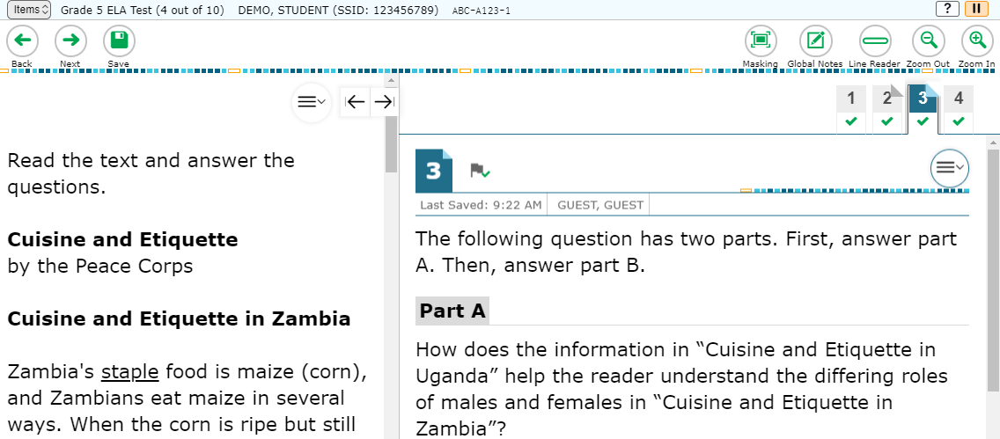 Items Grade 5 ELA Test (4 out of 10) DEMO, STUDENT (SSID: 123456789) ABC-A123-1 ?
Back Next Save Masking Global Notes Line Reader Zoom Out Zoom In
1 2 3 4
Read the text and answer the
questions.
Cuisine and Etiquette
by the Peace Corps
Cuisine and Etiquette in Zambia
Zambia's staple food is maize (corn),
and Zambians eat maize in several
ways. When the corn is ripe but still
3
Last Saved: 9:22 AM GUEST, GUEST
The following question has two parts. First, answer part
A. Then, answer part B.
Part A
How does the information in “Cuisine and Etiquette in
Uganda” help the reader understand the differing roles
of males and females in “Cuisine and Etiquette in
Zambia”?